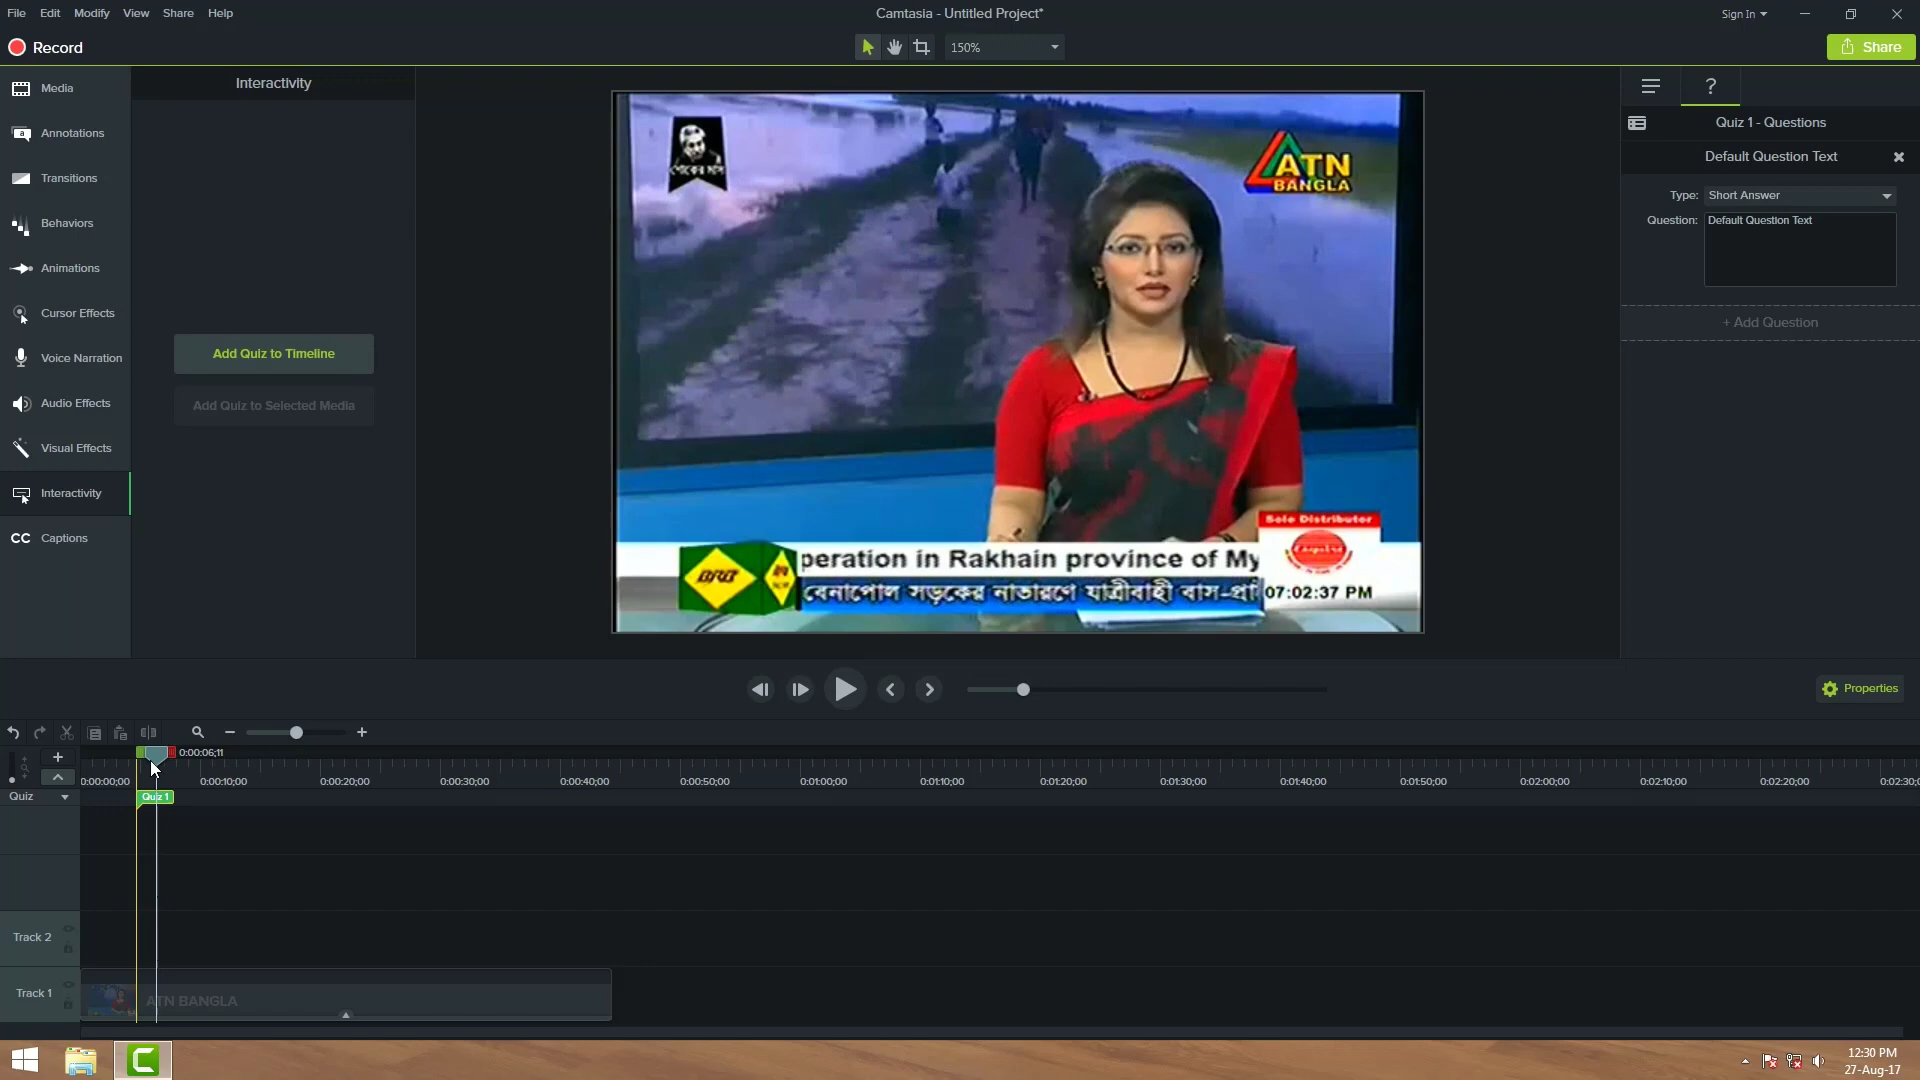 File Edit Modify View Share Help
Camtasia - Untitled Project*
Sign In
Record
150%
Share
Media
Annotations
Transitions
Behaviors
Animations
Cursor Effects
Voice Narration
Audio Effects
Visual Effects
Interactivity
CC Captions
Interactivity
Add Quiz to Timeline
Add Quiz to Selected Media
শোকের মাস
ATN
BANGLA
Sole Distributor
peration in Rakhain province of My
বেনাপোল সড়কের নাভারণে যাত্রীবাহী বাস-প্রা
07:02:37 PM
?
Quiz 1 - Questions
Default Question Text
Type: Short Answer
Question: Default Question Text
+ Add Question
Properties
0:00:06;11
0:00:00;00 0:00:10;00 0:00:20;00 0:00:30;00 0:00:40;00 0:00:50;00 0:01:00;00 0:01:10;00 0:01:20;00 0:01:30;00 0:01:40;00 0:01:50;00 0:02:00;00 0:02:10;00 0:02:20;00 0:02:30;0
Quiz
Quiz 1
Track 2
Track 1
ATN BANGLA
12:30 PM
27-Aug-17